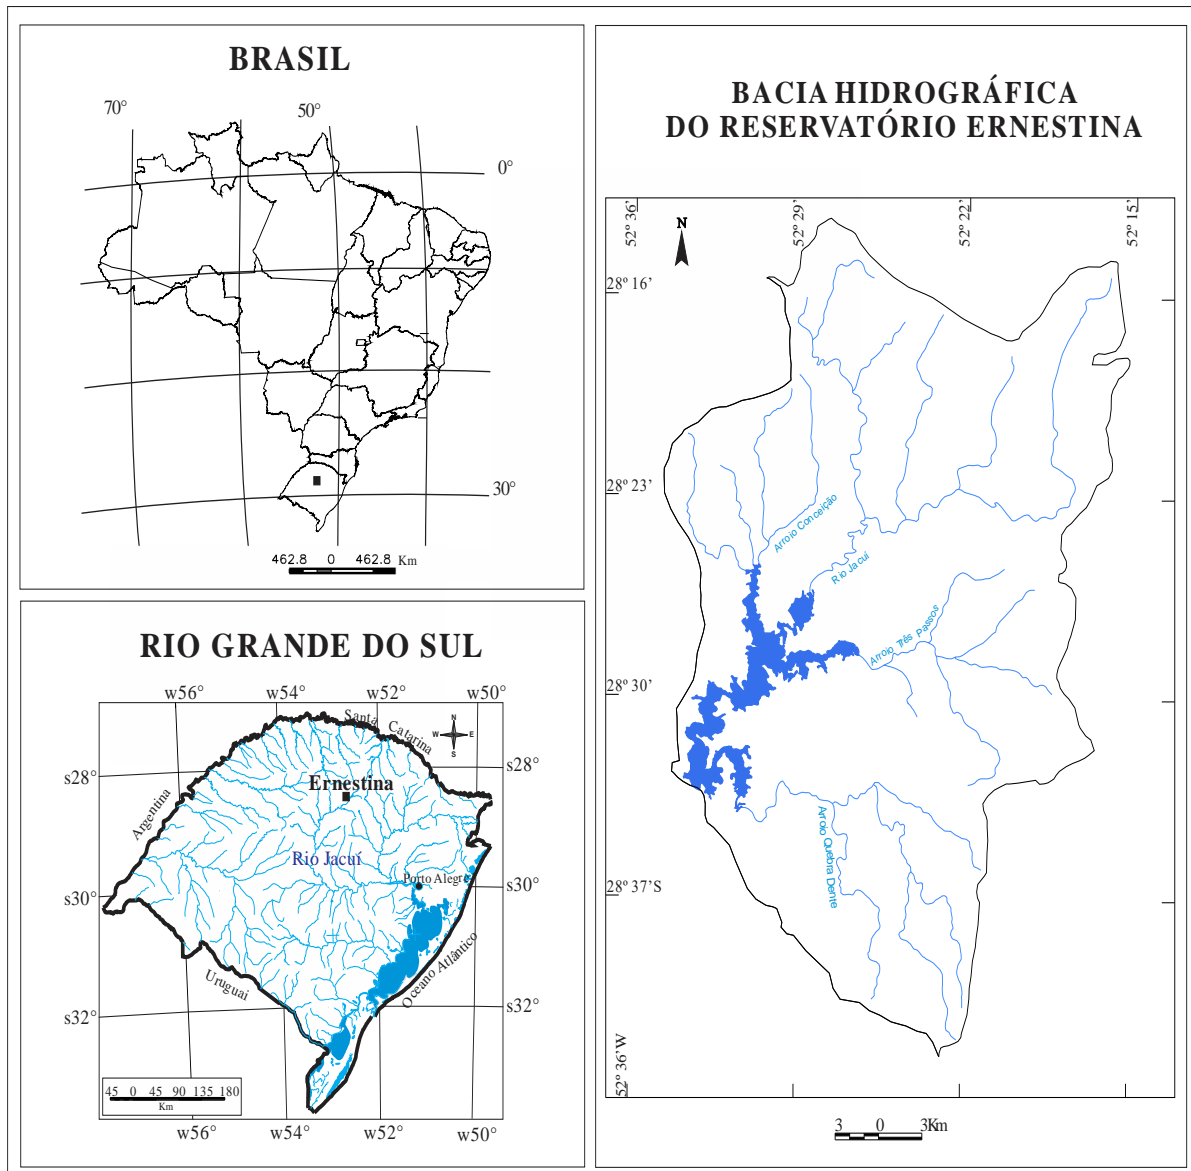 BRASIL
70°
50°
0°
30°
462.8 0 462.8 Km
RIO GRANDE DO SUL
w56°
w54°
w52°
w50°
Santa Catarina
N
W
E
S
s28°
s28°
Ernestina
Argentina
Rio Jacuí
Porto Alegr
s30°
s30°
Oceano Atlântico
Uruguai
s32°
s32°
45 0 45 90 135 180
Km
w56°
w54°
w52°
w50°
BACIA HIDROGRÁFICA
DO RESERVATÓRIO ERNESTINA
52° 36'
52° 29'
52° 22'
52° 15'
N
28° 16'
28° 23'
Arroio Conceição
Rio Jacuí
Arroio Três Passos
28° 30'
Arroio Quebra Dente
28° 37'S
52° 36'W
3 0 3Km